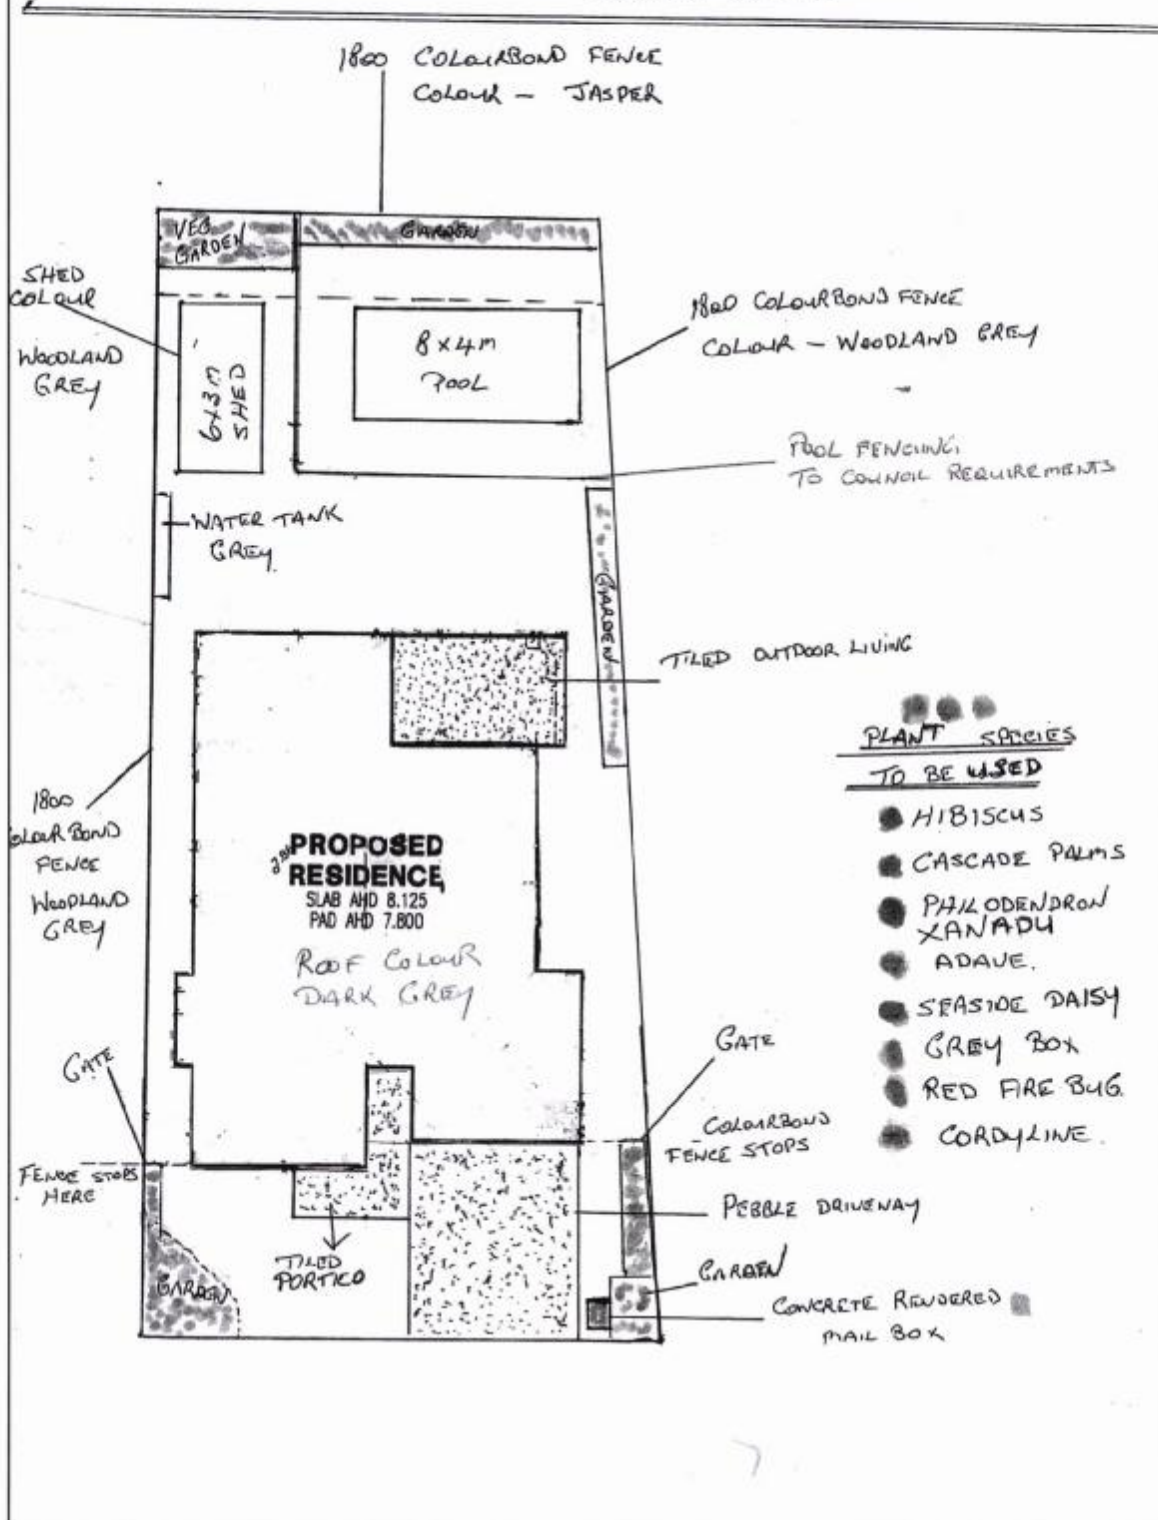 1800 COLOURBOND FENCE
COLOUR - JASPER
VEG
GARDEN
GARDEN
SHED
COLOUR
WOODLAND
GREY
6x3m
SHED
8x4m
POOL
1800 COLOURBOND FENCE
COLOUR - WOODLAND GREY
POOL FENCING
TO COUNCIL REQUIREMENTS
WATER TANK
GREY
GARDEN
TILED OUTDOOR LIVING
PLANT SPECIES
TO BE USED
HIBISCUS
CASCADE PALMS
PHILODENDRON
XANADU
ADAVE.
SEASIDE DAISY
GREY BOX
RED FIRE BUG.
CORDYLINE.
1800
COLOUR BOND
FENCE
WOODLAND
GREY
PROPOSED
RESIDENCE
SLAB AHD 8.125
PAD AHD 7.800
ROOF COLOUR
DARK GREY
GATE
FENCE STOPS
HERE
GATE
COLOURBOND
FENCE STOPS
PEBBLE DRIVEWAY
TILED
PORTICO
GARDEN
GARDEN
CONCRETE RENDERED
MAIL BOX